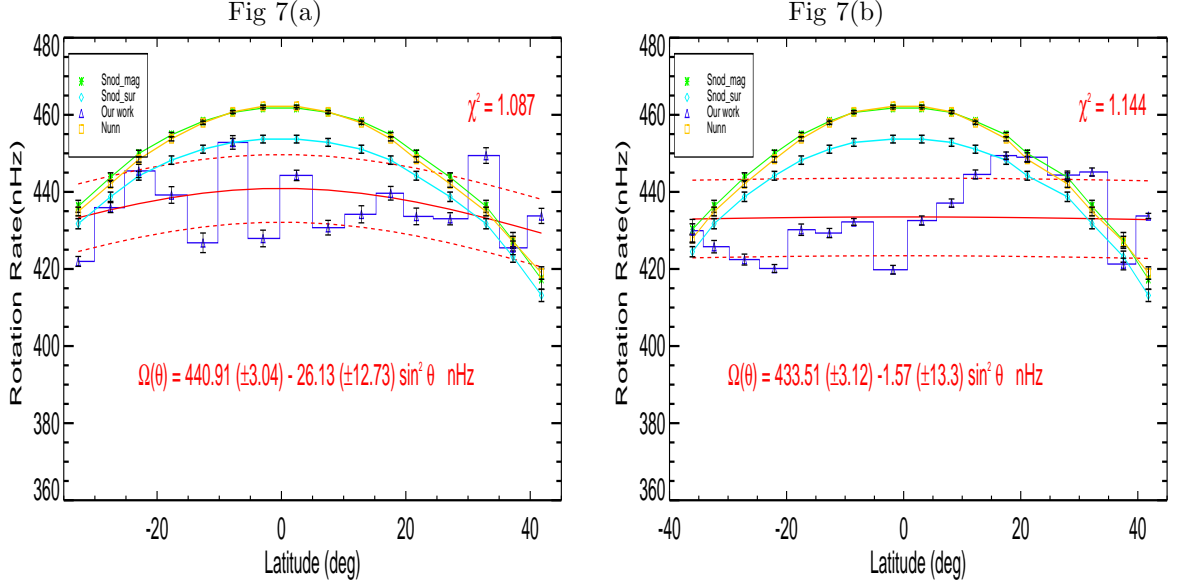 Fig 7(a)
480
460
440
420
400
380
360
Rotation Rate(nHz)
Snod_mag
Snod_sur
Our work
Nunn
χ² = 1.087
Ω(θ) = 440.91 (±3.04) - 26.13 (±12.73) sin² θ nHz
-20 0 20 40
Latitude (deg)
Fig 7(b)
480
460
440
420
400
380
360
Rotation Rate(nHz)
Snod_mag
Snod_sur
Our work
Nunn
χ² = 1.144
Ω(θ) = 433.51 (±3.12) -1.57 (±13.3) sin² θ nHz
-40 -20 0 20 40
Latitude (deg)